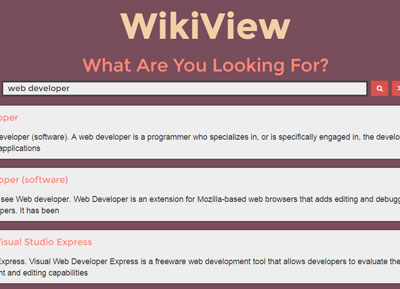 WikiView
What Are You Looking For?
web developer
oper
eveloper (software). A web developer is a programmer who specializes in, or is specifically engaged in, the develo
applications
oper (software)
see Web developer. Web Developer is an extension for Mozilla-based web browsers that adds editing and debugg
pers. It has been
Visual Studio Express
Express. Visual Web Developer Express is a freeware web development tool that allows developers to evaluate the
nt and editing capabilities